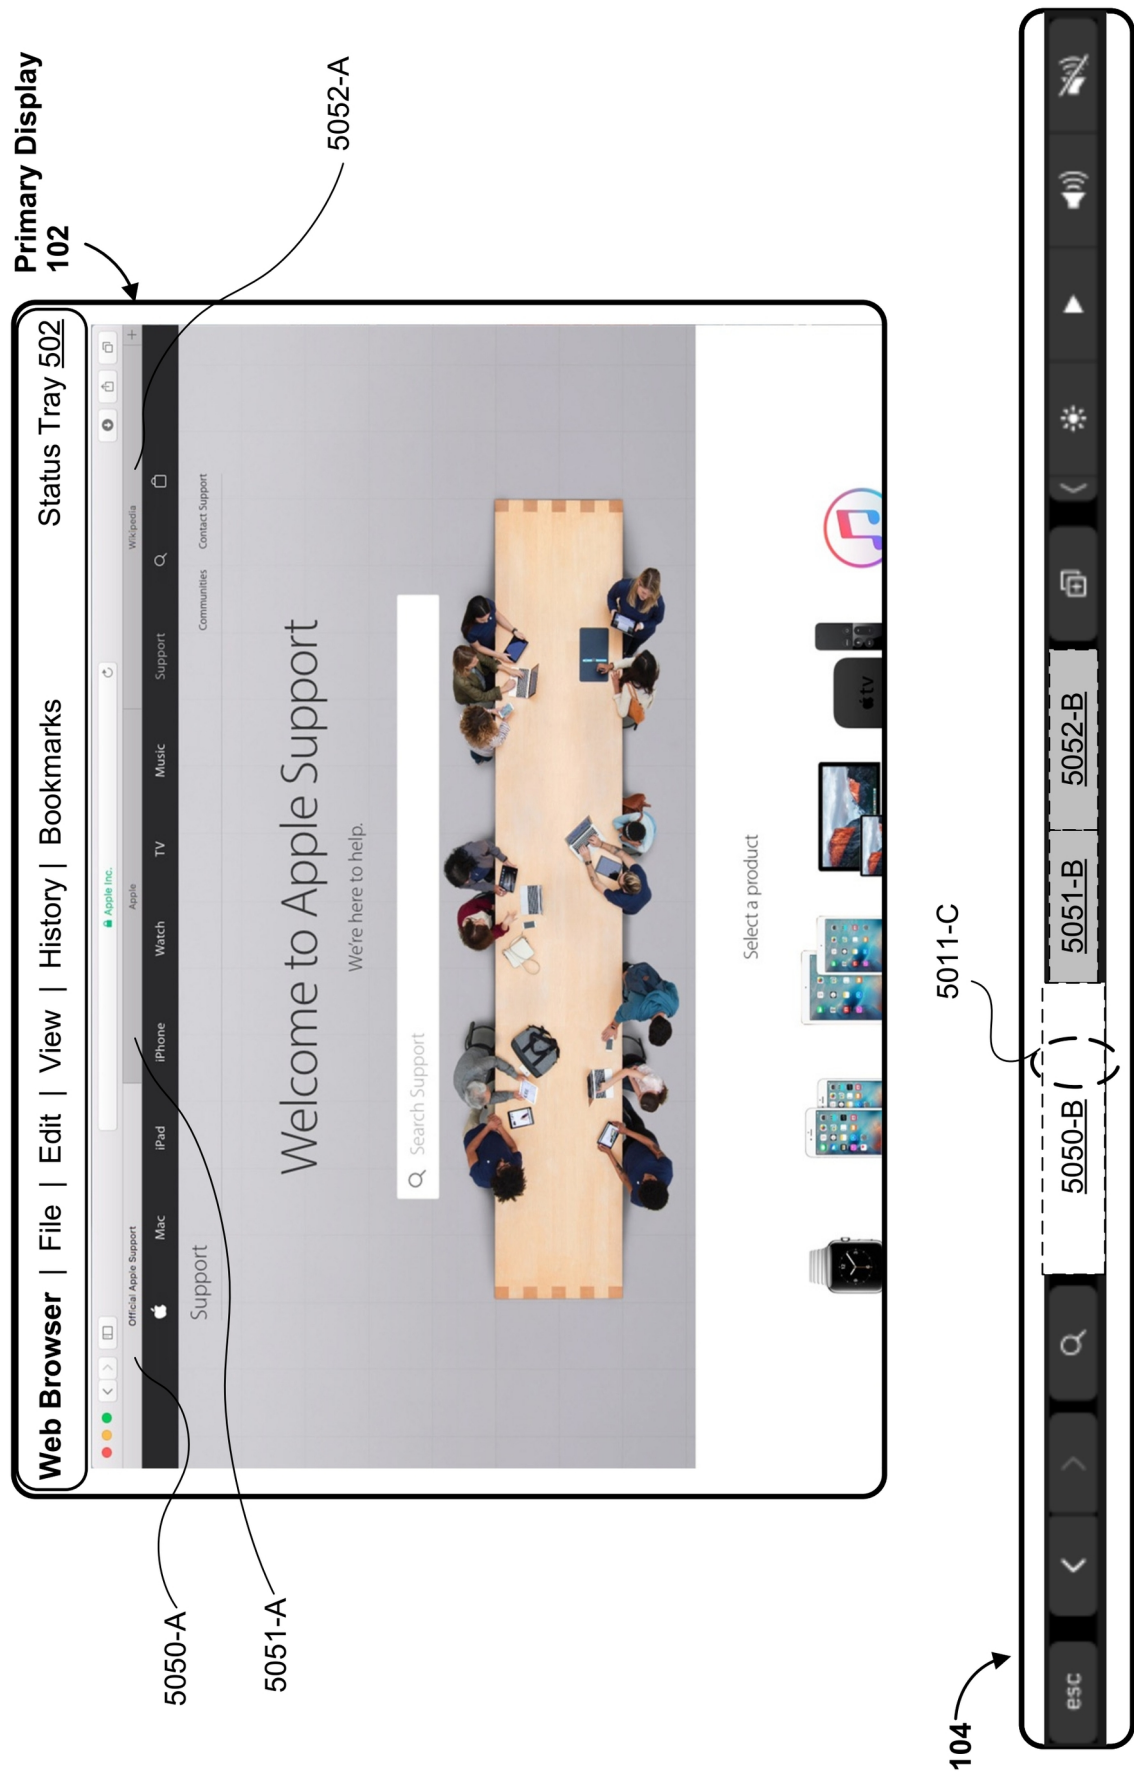 Primary Display
102
Web Browser | File | Edit | View | History | Bookmarks
Status Tray 502
Apple Inc.
Official Apple Support
Apple
Wikipedia
Mac
iPad
iPhone
Watch
TV
Music
Support
Support
Communities
Contact Support
Welcome to Apple Support
We're here to help.
Search Support
Select a product
tv
5050-A
5051-A
5052-A
104
5011-C
esc
5050-B
5051-B
5052-B